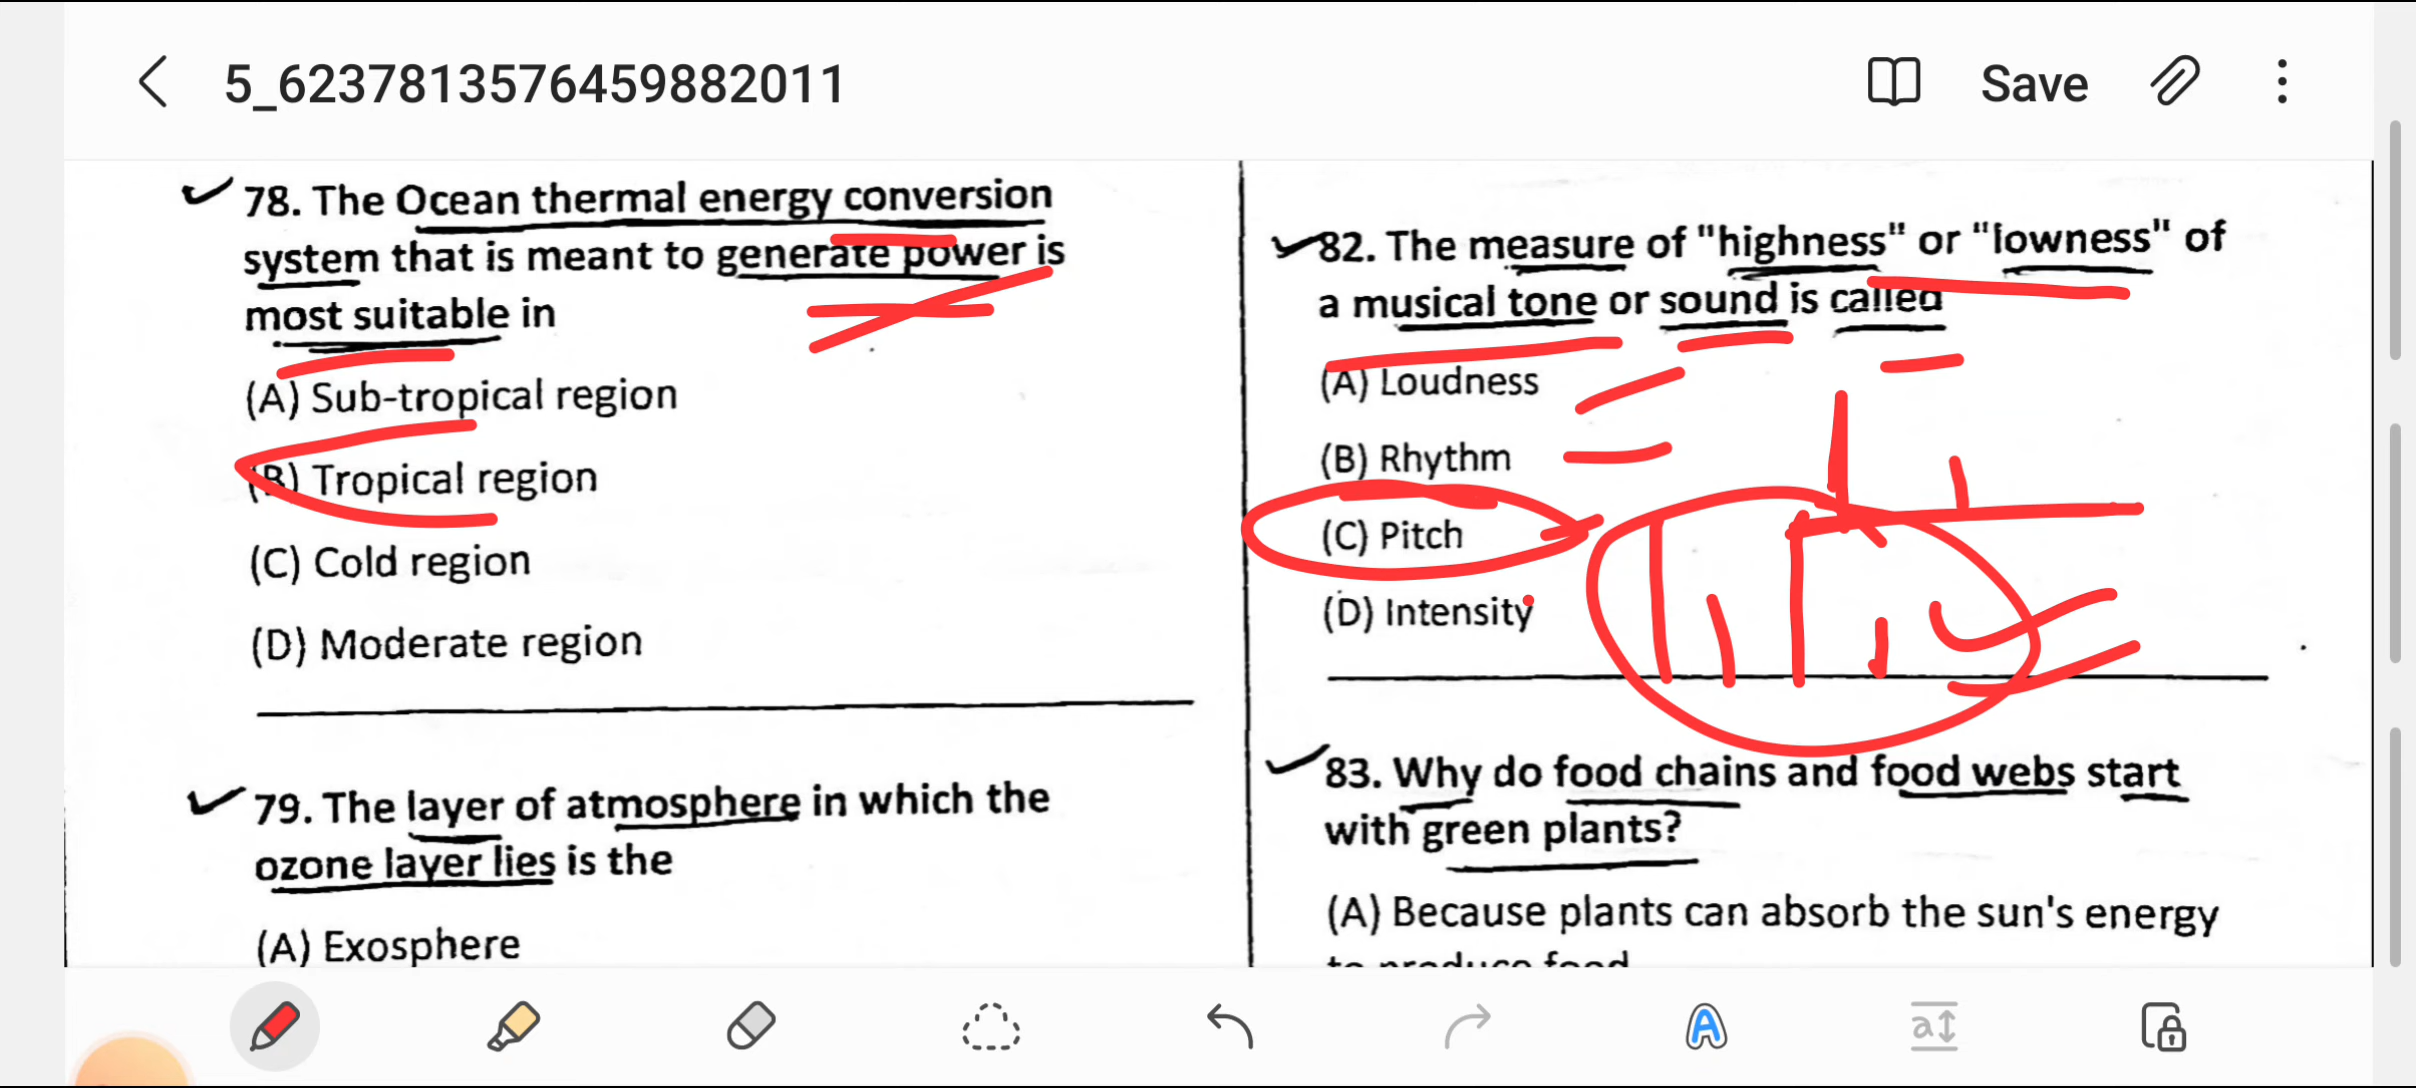 5_6237813576459882011
Save
78. The Ocean thermal energy conversion
system that is meant to generate power is
most suitable in
(A) Sub-tropical region
(B) Tropical region
(C) Cold region
(D) Moderate region
79. The layer of atmosphere in which the
ozone layer lies is the
(A) Exosphere
82. The measure of "highness" or "lowness" of
a musical tone or sound is called
(A) Loudness
(B) Rhythm
(C) Pitch
(D) Intensity
83. Why do food chains and food webs start
with green plants?
(A) Because plants can absorb the sun's energy
to produce food